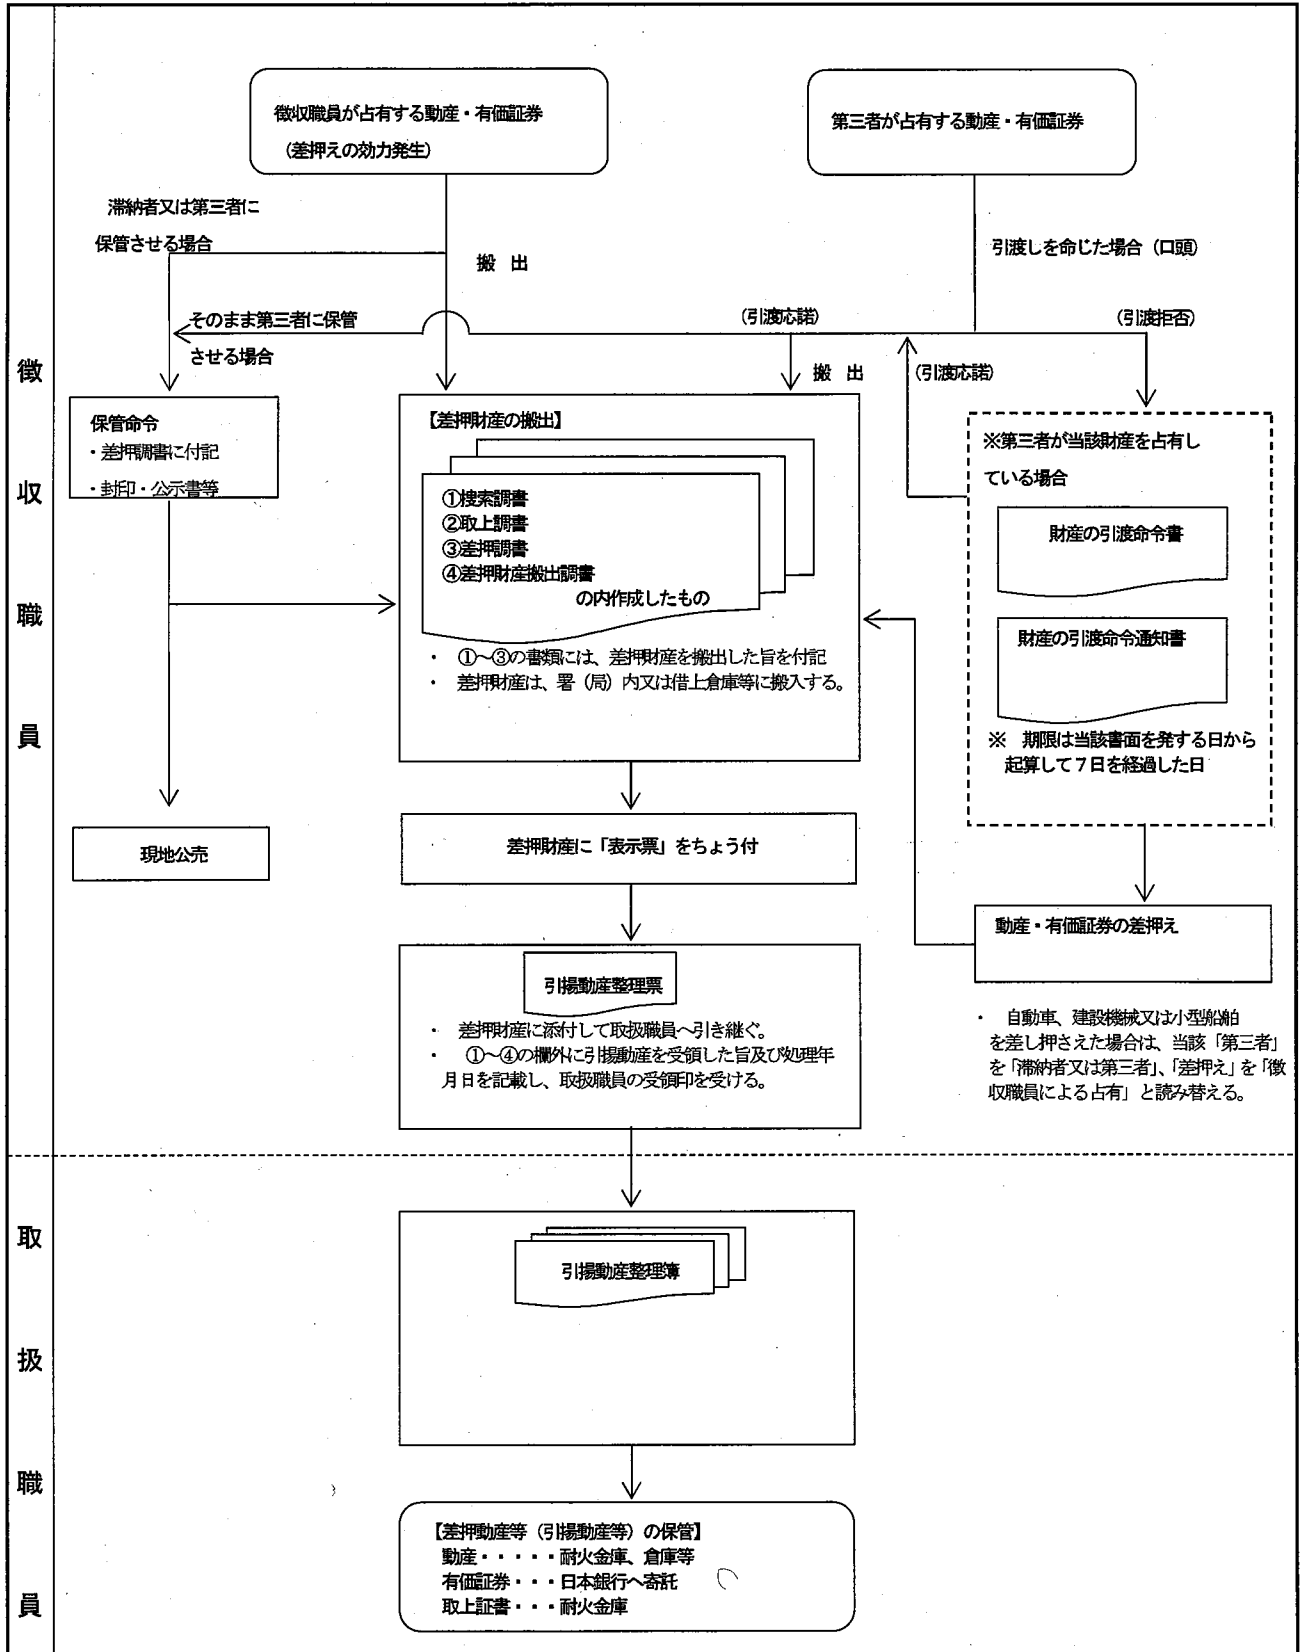 徴収職員が占有する動産・有価証券
(差押えの効力発生)
第三者が占有する動産・有価証券
滞納者又は第三者に
保管させる場合
搬 出
引渡しを命じた場合（口頭）
そのまま第三者に保管
させる場合
(引渡応諾)
(引渡拒否)
搬 出
(引渡応諾)
徴収職員
保管命令
・差押調書に付記
・封印・公示書等
【差押財産の搬出】
①捜索調書
②取上調書
③差押調書
④差押財産搬出調書
の内作成したもの
・ ①～③の書類には、差押財産を搬出した旨を付記
・ 差押財産は、署（局）内又は借上倉庫等に搬入する。
※第三者が当該財産を占有し
ている場合
財産の引渡命令書
財産の引渡命令通知書
※ 期限は当該書面を発する日から
起算して７日を経過した日
現地公売
差押財産に「表示票」をちょう付
動産・有価証券の差押え
引揚動産整理票
・ 差押財産に添付して取扱職員へ引き継ぐ。
・ ①～④の欄外に引揚動産を受領した旨及び処理年
月日を記載し、取扱職員の受領印を受ける。
・ 自動車、建設機械又は小型船舶
を差し押さえた場合は、当該「第三者」
を「滞納者又は第三者」、「差押え」を「徴
収職員による占有」と読み替える。
取扱職員
引揚動産整理簿
【差押動産等（引揚動産等）の保管】
動産・・・・・耐火金庫、倉庫等
有価証券・・・日本銀行へ寄託
取上証書・・・耐火金庫